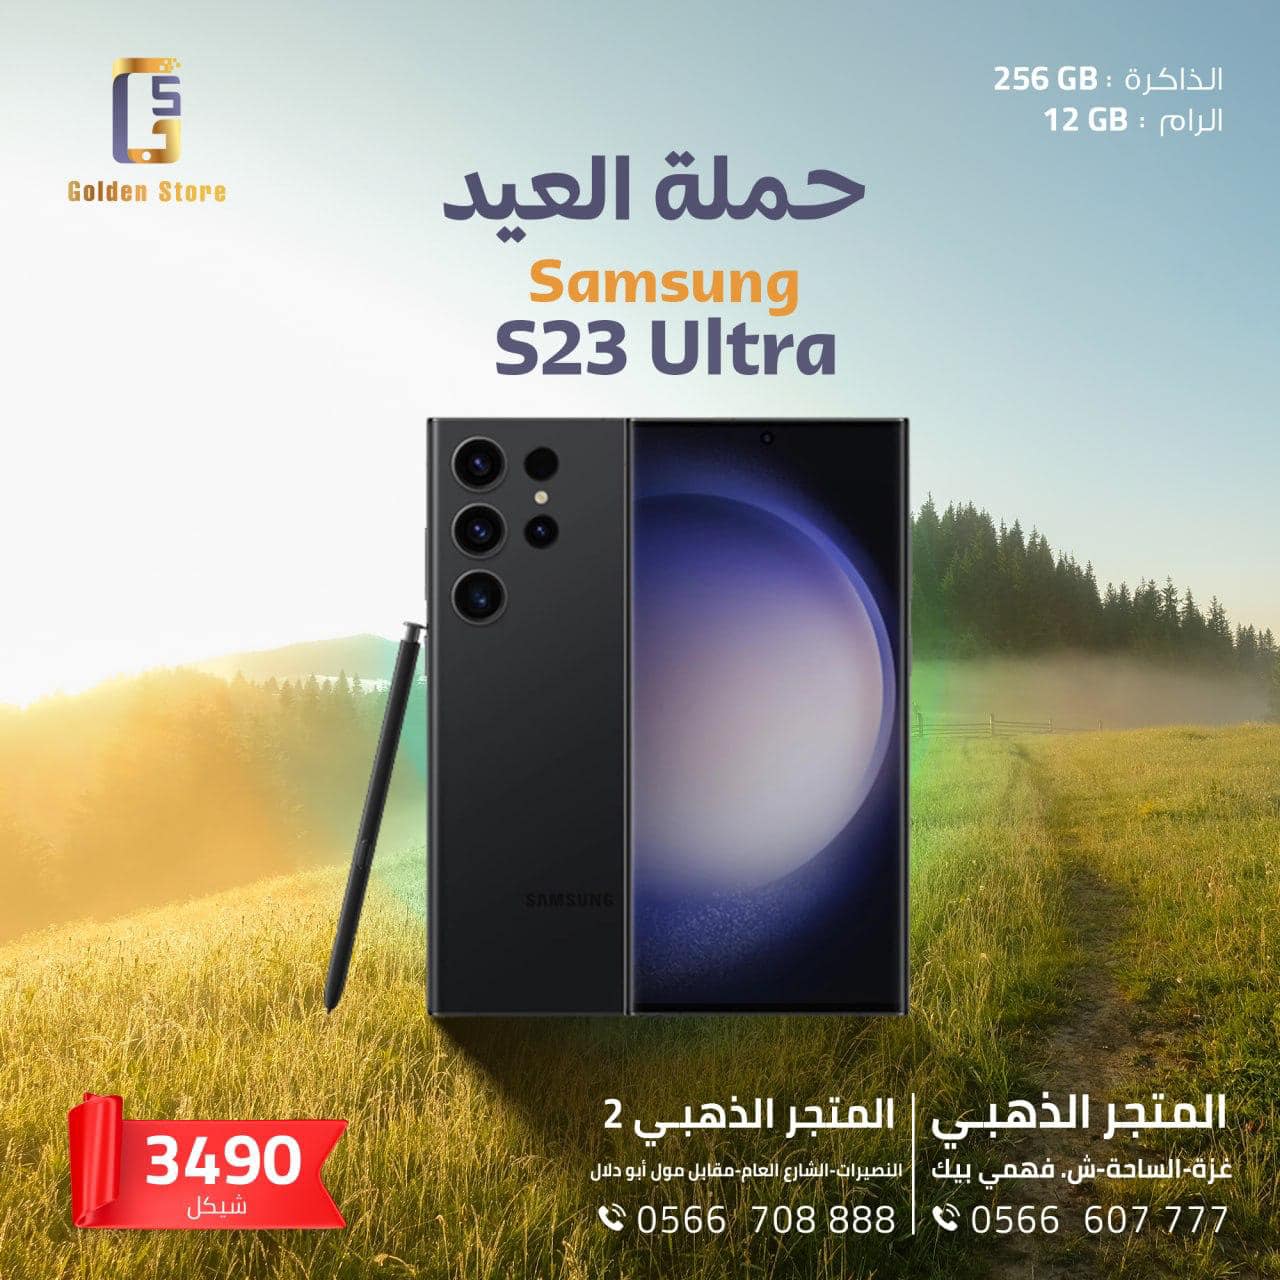 Golden Store
الذاكرة : 256 GB
الرام : 12 GB
حملة العيد
Samsung
S23 Ultra
SAMSUNG
المتجر الذهبي
غزة-الساحة-ش. فهمي بيك
0566 607 777
المتجر الذهبي 2
النصيرات-الشارع العام-مقابل مول أبو دلال
0566 708 888
3490
شيكل